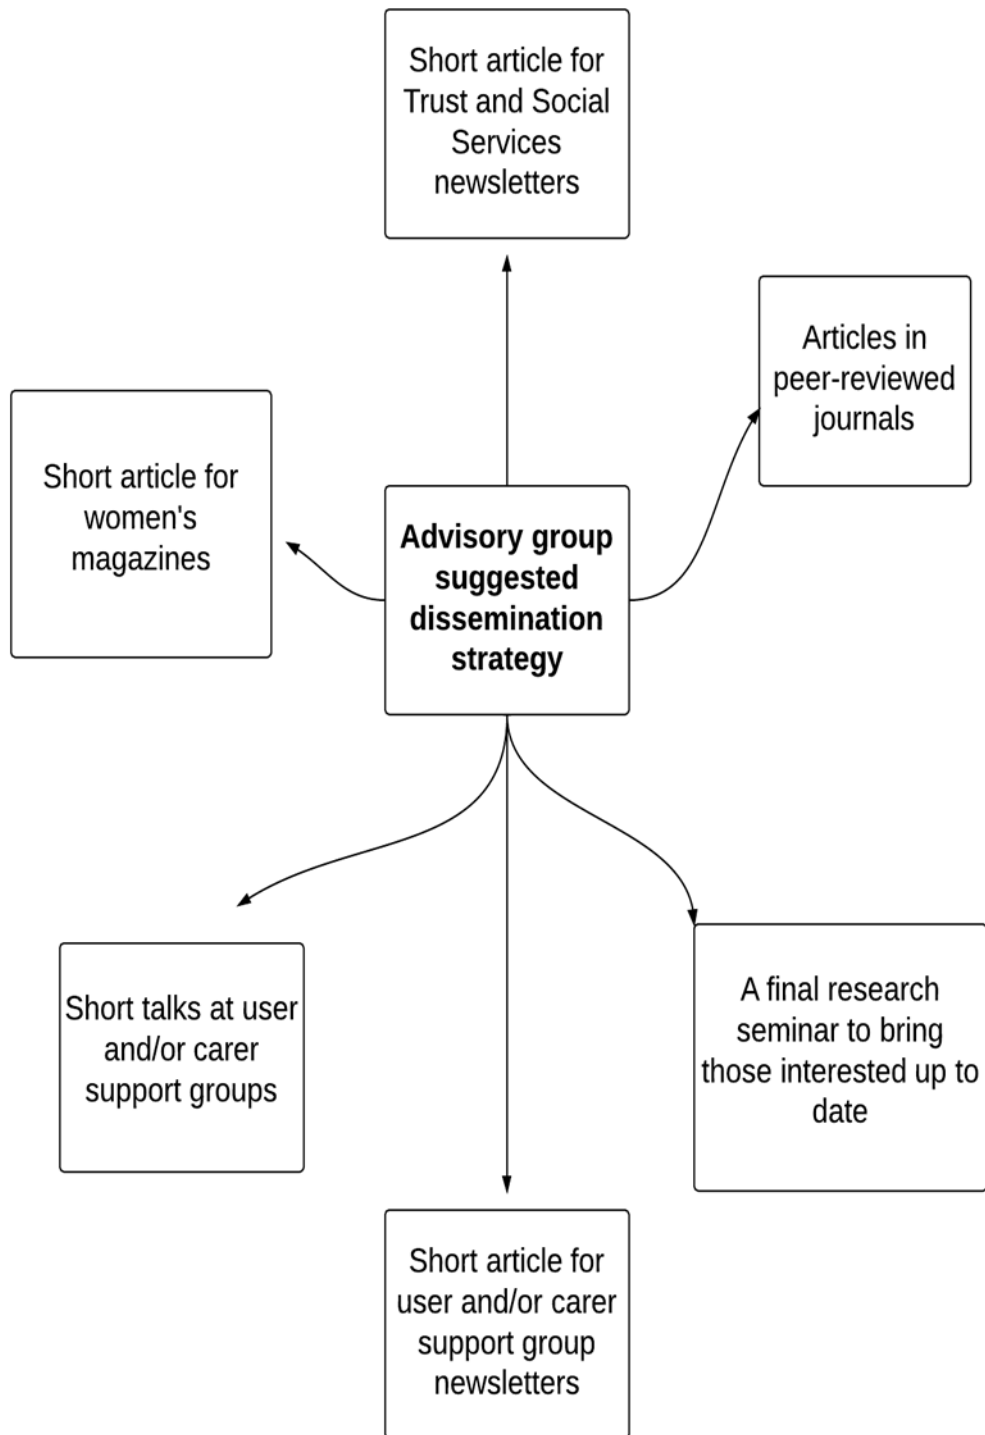 Short article for
Trust and Social
Services
newsletters
Articles in
peer-reviewed
journals
Short article for
women's
magazines
Advisory group
suggested
dissemination
strategy
Short talks at user
and/or carer
support groups
A final research
seminar to bring
those interested up to
date
Short article for
user and/or carer
support group
newsletters